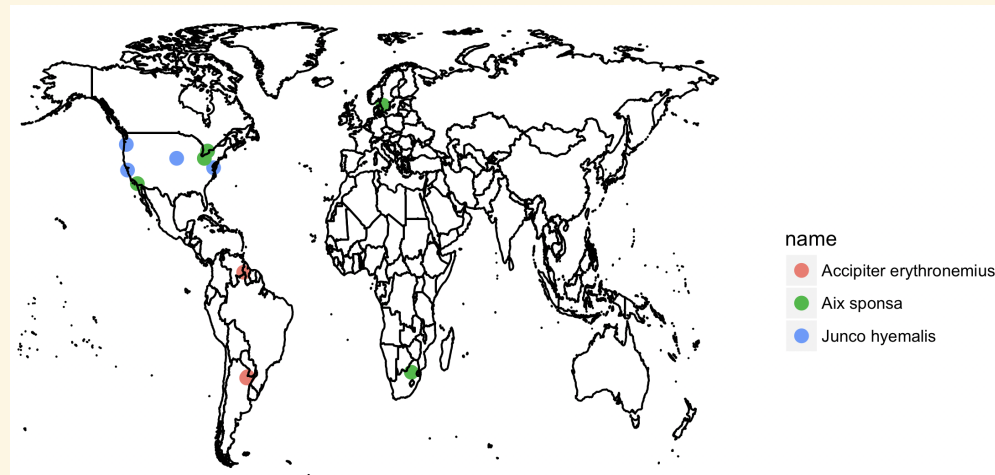 name
Accipiter erythronemius
Aix sponsa
Junco hyemalis